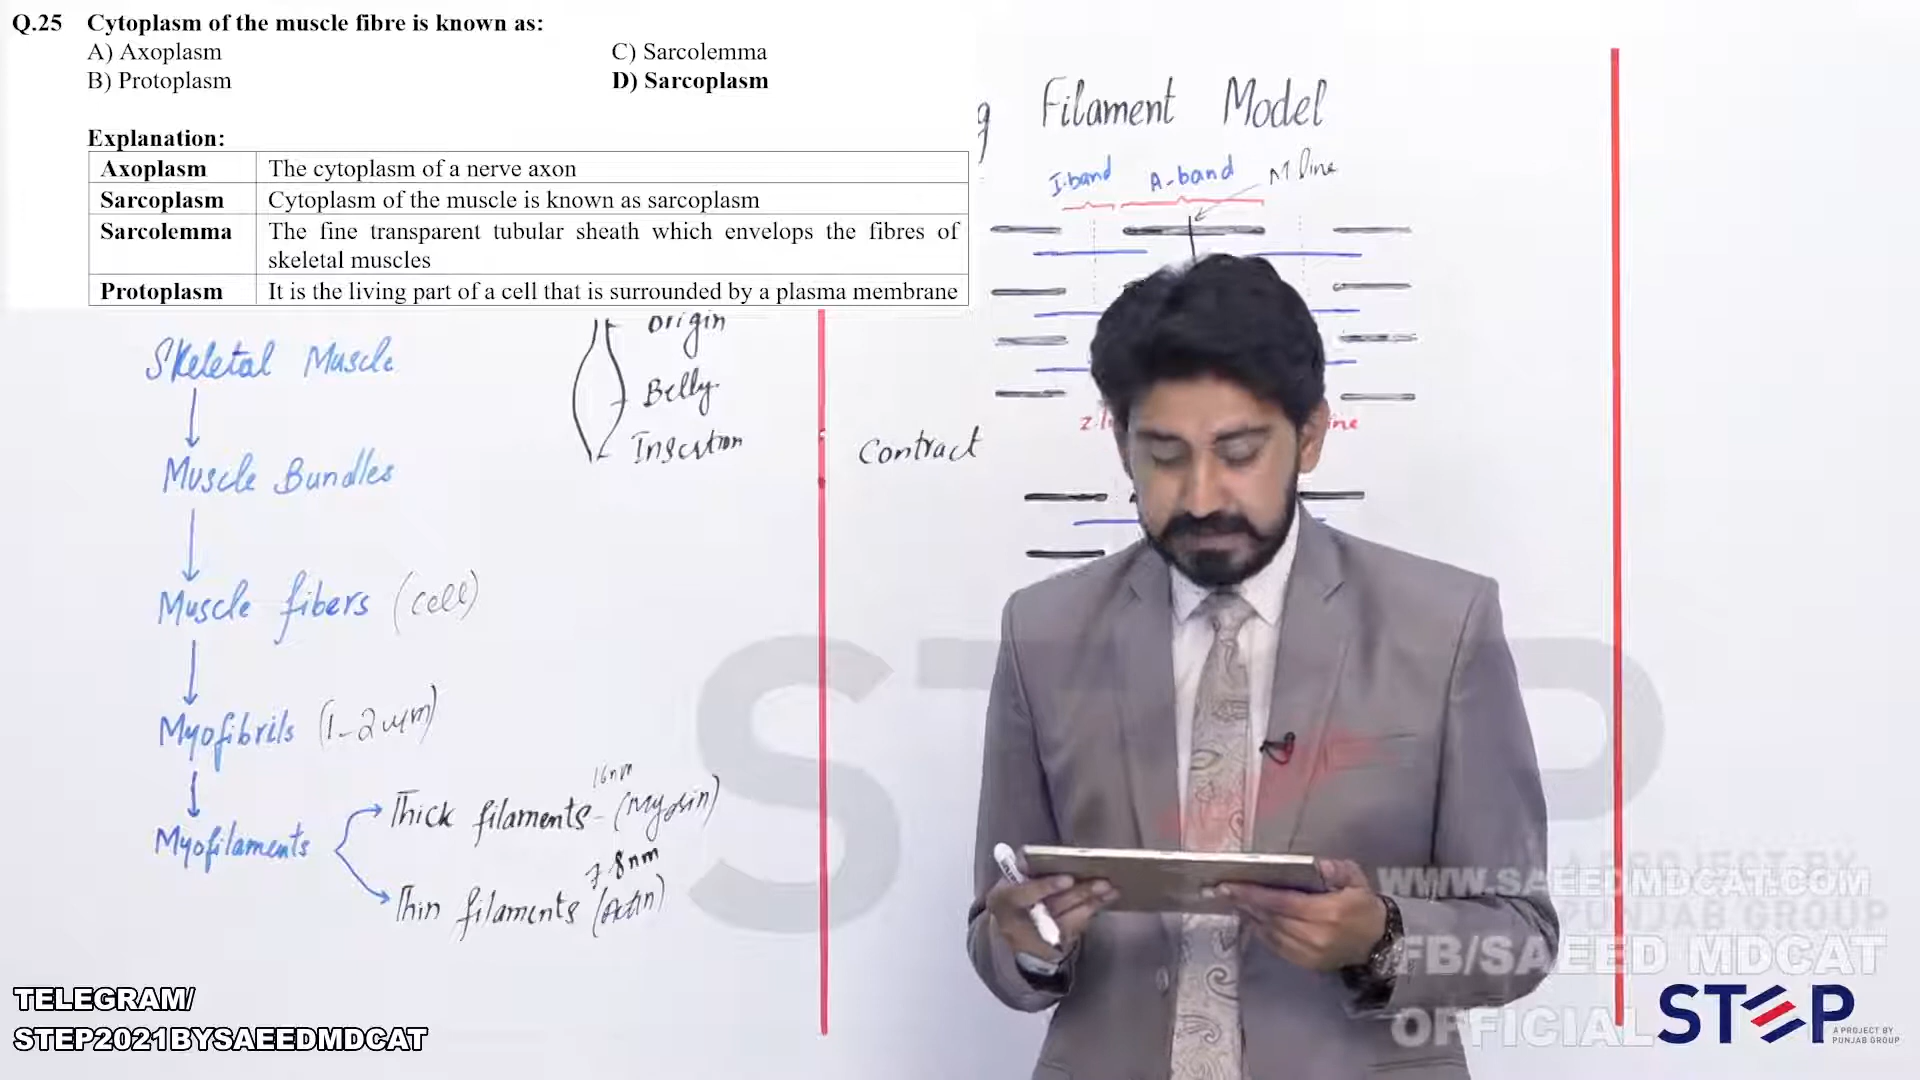 Q.25 Cytoplasm of the muscle fibre is known as:
A) Axoplasm C) Sarcolemma
B) Protoplasm D) Sarcoplasm
Explanation:
Axoplasm The cytoplasm of a nerve axon
Sarcoplasm Cytoplasm of the muscle is known as sarcoplasm
Sarcolemma The fine transparent tubular sheath which envelops the fibres of
skeletal muscles
Protoplasm It is the living part of a cell that is surrounded by a plasma membrane
g Filament Model
I-band A-band M line
origin
Belly
Insertion
Skeletal Muscle
Muscle Bundles
Muscle fibers (cell)
Myofibrils (1-2um)
Myofilaments
16nm
Thick filaments - (Myosin)
7-8nm
Thin filaments (Actin)
Contract
STEP
WWW.SAEEDMDCAT.COM
A PROJECT BY
PUNJAB GROUP
FB/SAEED MDCAT
OFFICIAL
TELEGRAM/
STEP2021BYSAEEDMDCAT
STEP
A PROJECT BY
PUNJAB GROUP